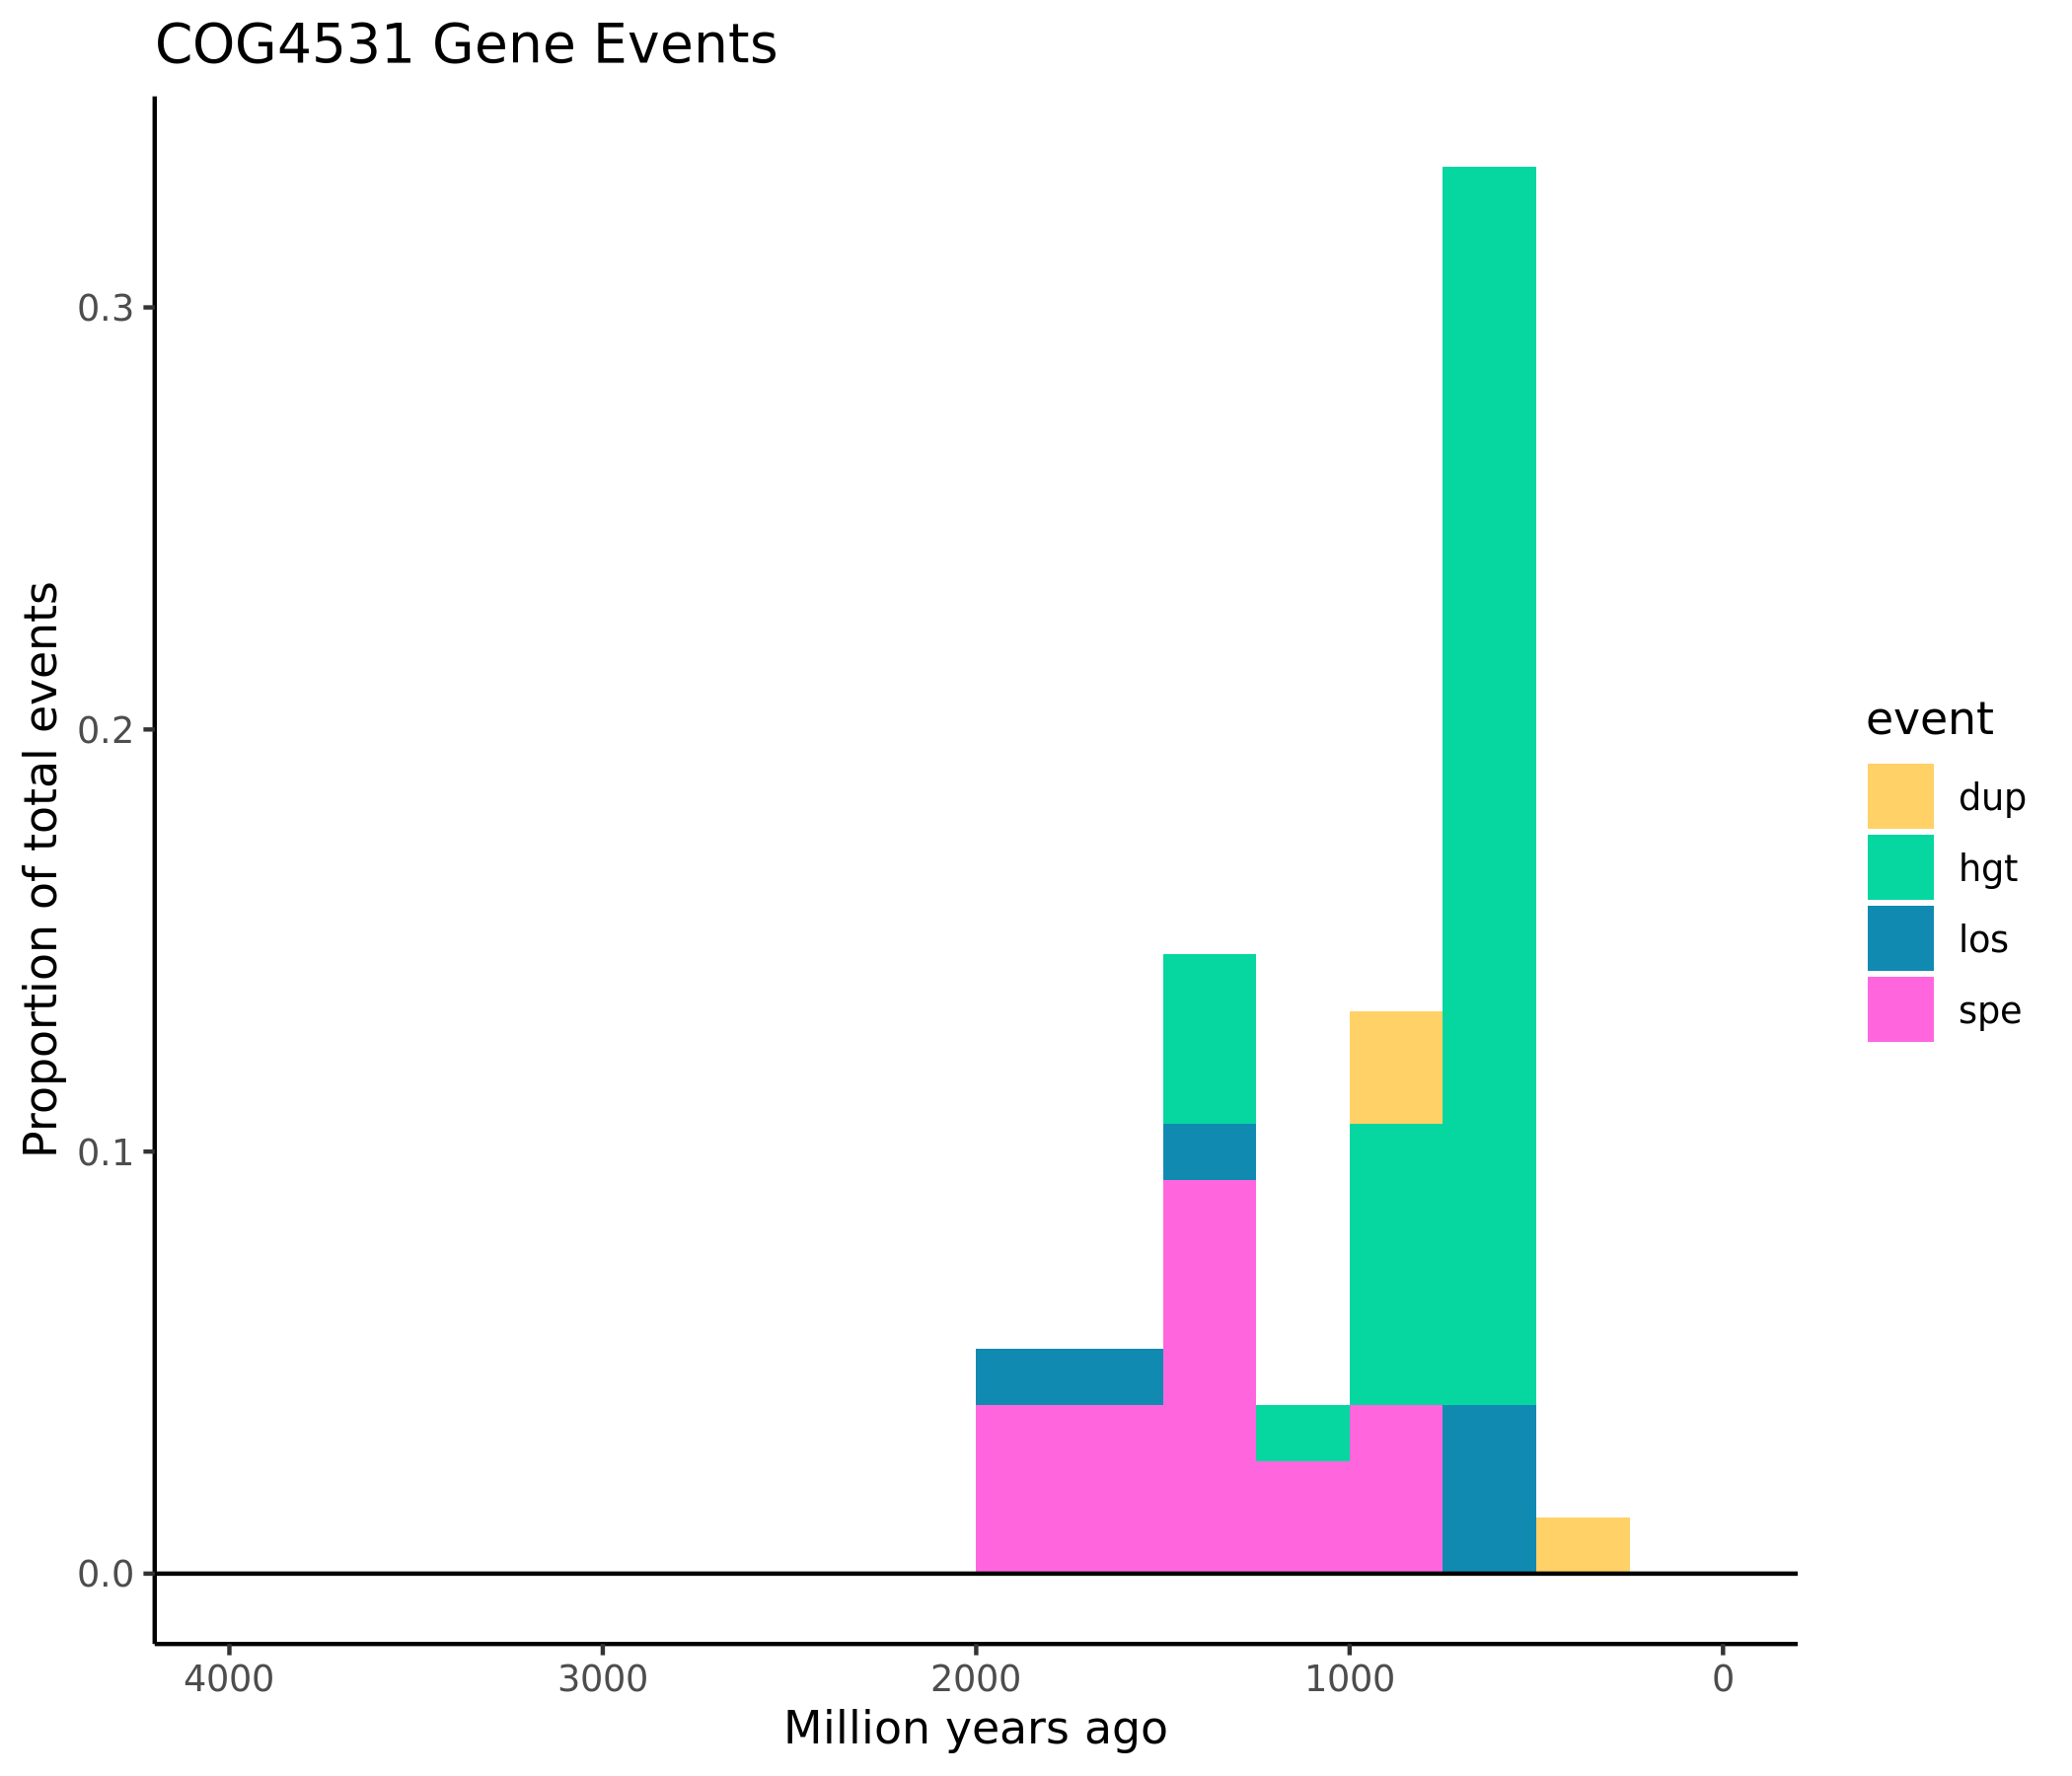 COG4531 Gene Events
Proportion of total events
0.3
0.2
0.1
0.0
4000 3000 2000 1000 0
Million years ago
event
dup
hgt
los
spe